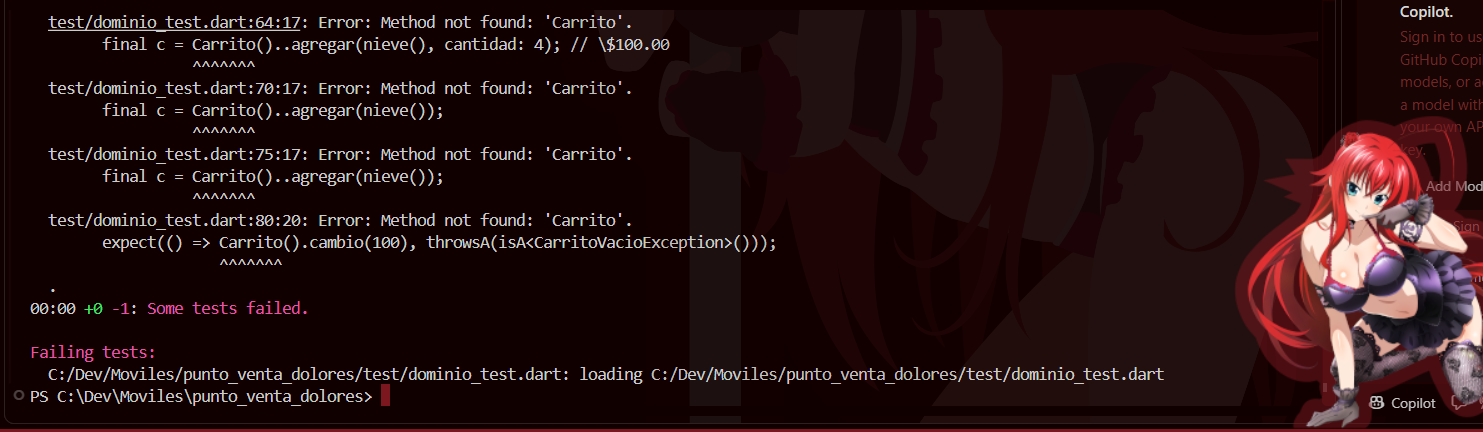 test/dominio_test.dart:64:17: Error: Method not found: 'Carrito'.
final c = Carrito()..agregar(nieve(), cantidad: 4); // \$100.00
^^^^^^^
test/dominio_test.dart:70:17: Error: Method not found: 'Carrito'.
final c = Carrito()..agregar(nieve());
^^^^^^^
test/dominio_test.dart:75:17: Error: Method not found: 'Carrito'.
final c = Carrito()..agregar(nieve());
^^^^^^^
test/dominio_test.dart:80:20: Error: Method not found: 'Carrito'.
expect(() => Carrito().cambio(100), throwsA(isA<CarritoVacioException>()));
^^^^^^^
.
00:00 +0 -1: Some tests failed.
Failing tests:
C:/Dev/Moviles/punto_venta_dolores/test/dominio_test.dart: loading C:/Dev/Moviles/punto_venta_dolores/test/dominio_test.dart
PS C:\Dev\Moviles\punto_venta_dolores>
Copilot.
Sign in to us
GitHub Copi
models, or a
a model with
your own AP
key.
Add Mod
Sign
Copilot